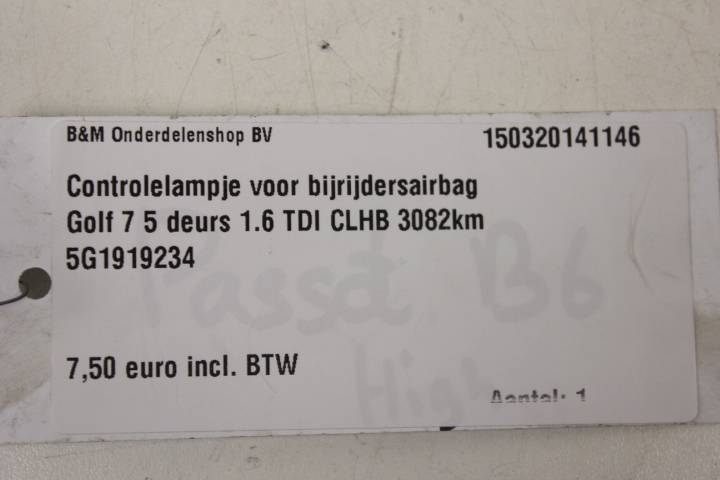 B&M Onderdelenshop BV 150320141146
Controlelampje voor bijrijdersairbag
Golf 7 5 deurs 1.6 TDI CLHB 3082km
5G1919234
Passat B6
7,50 euro incl. BTW
Aantal: 1